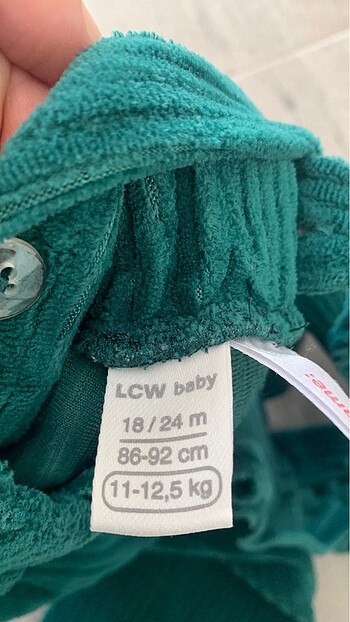 LCW baby
18 / 24 m
86-92 cm
11-12,5 kg